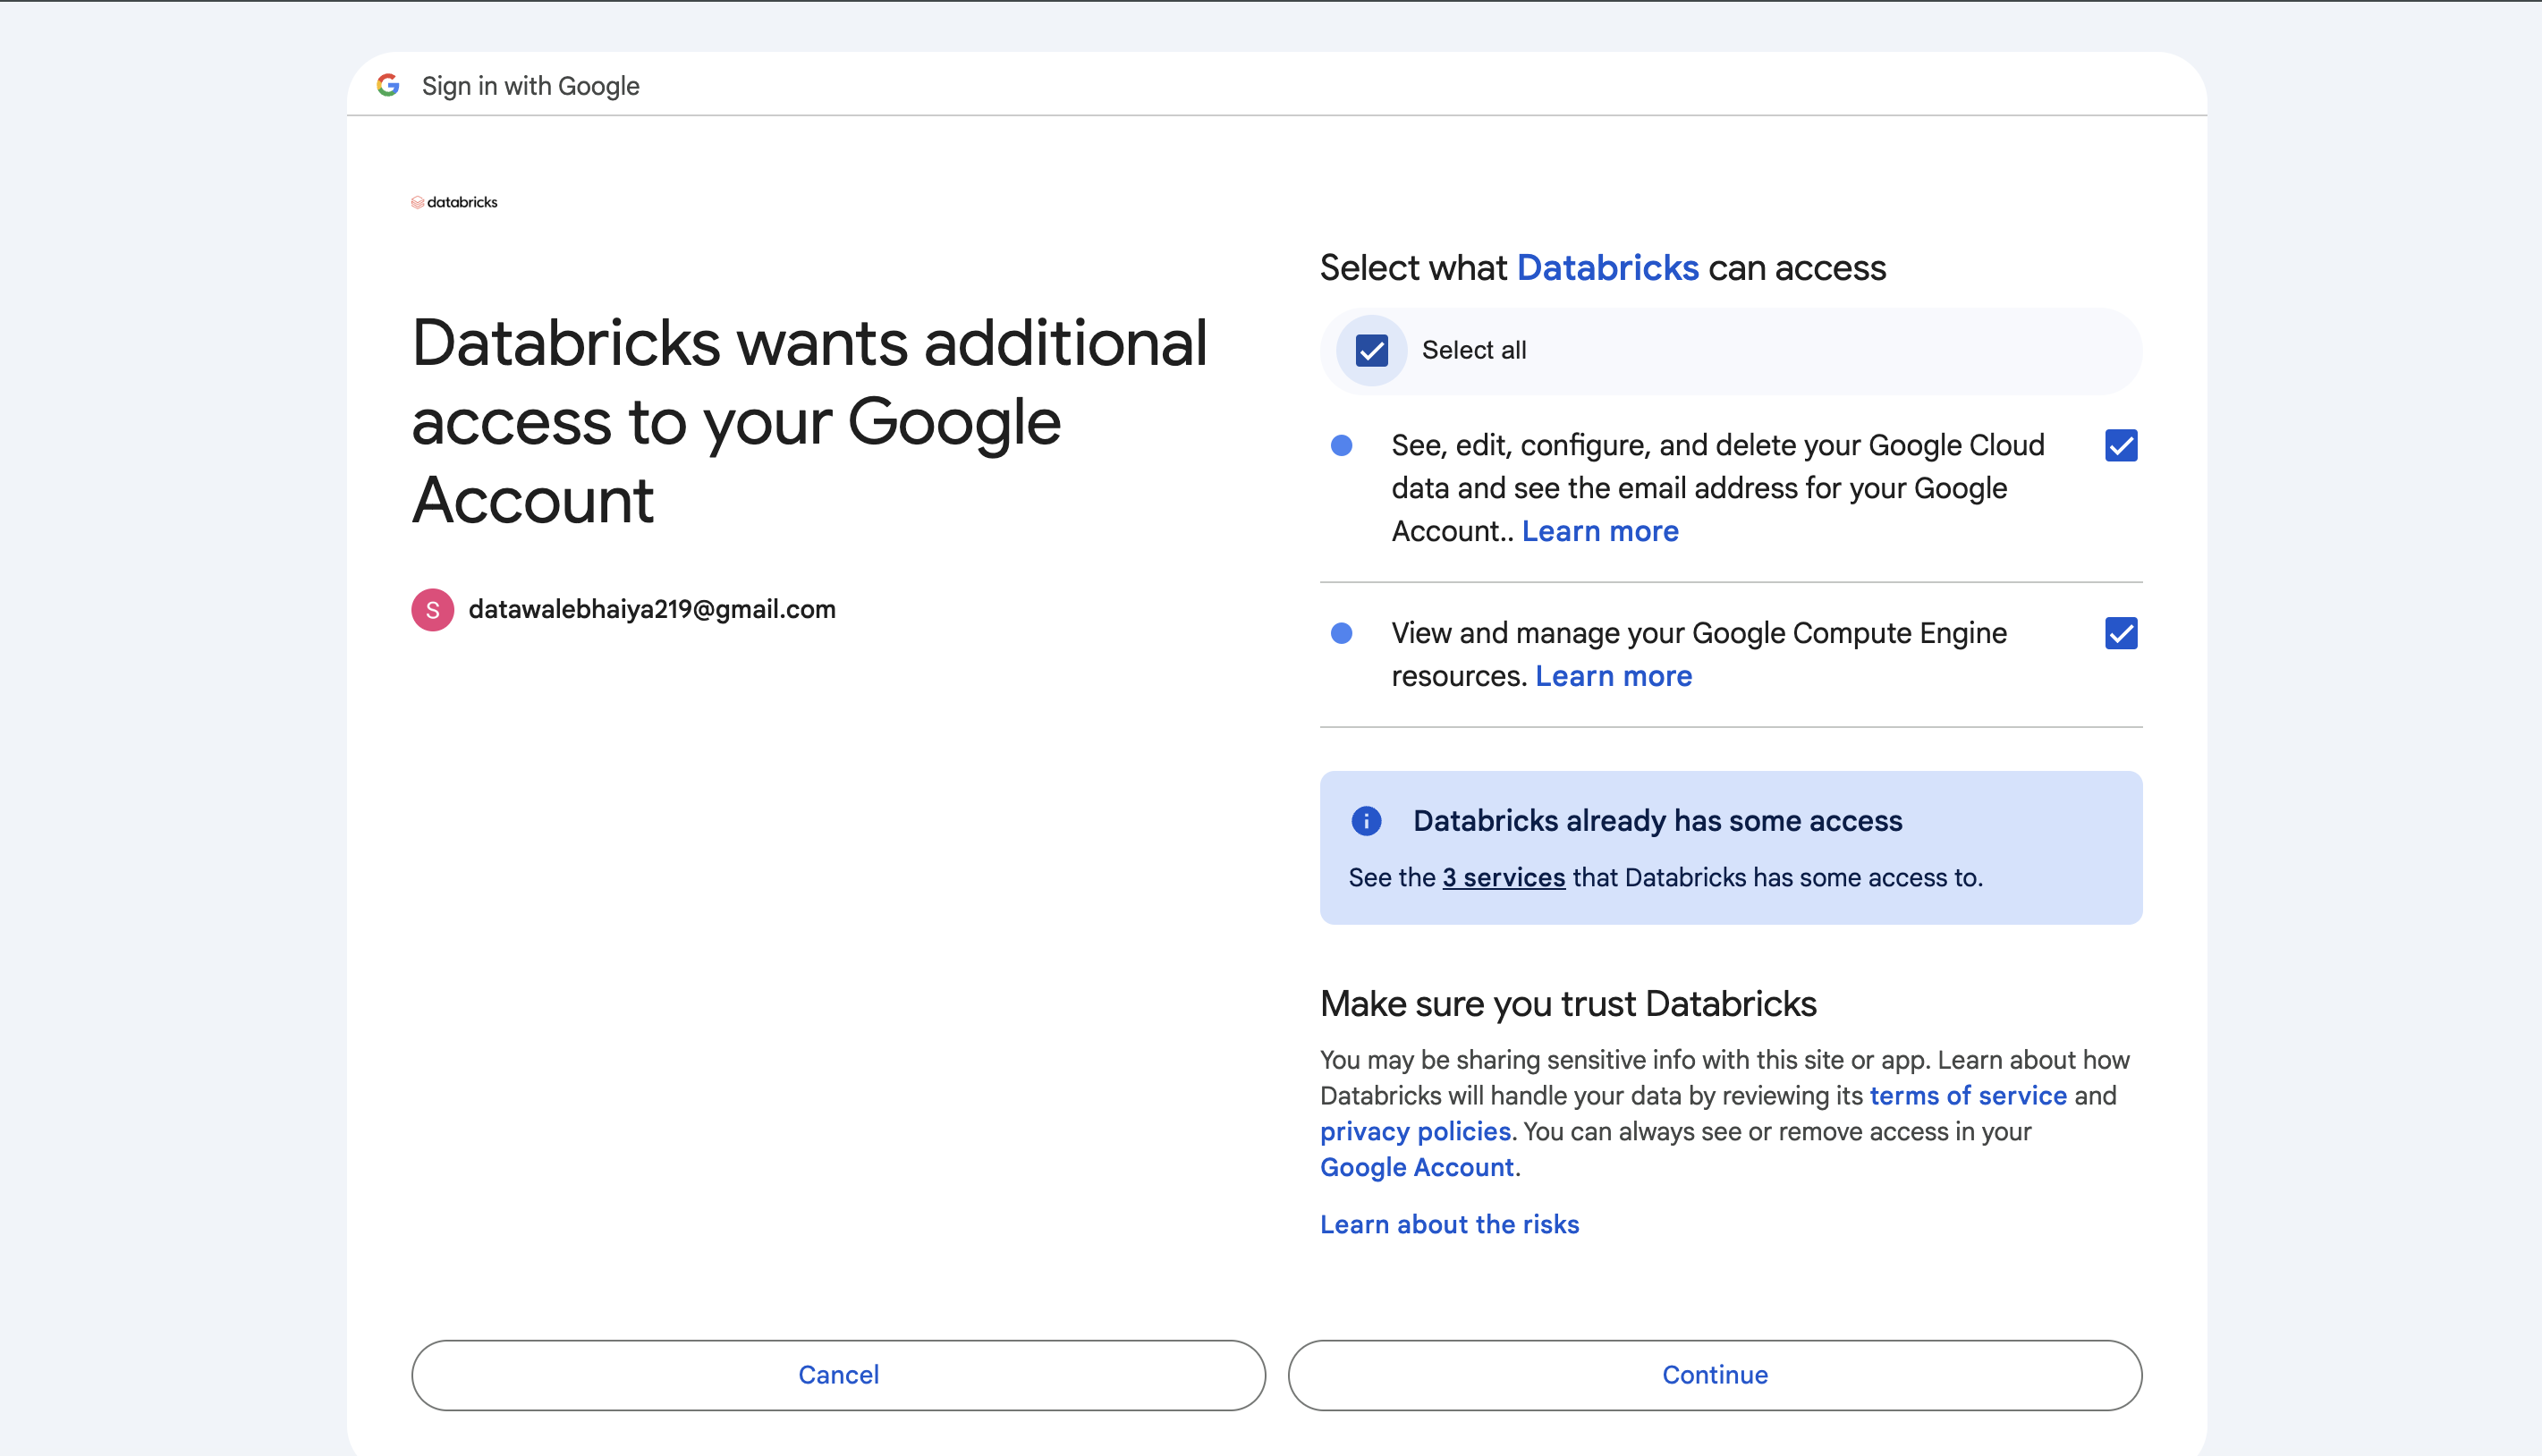 Sign in with Google
databricks
Databricks wants additional
access to your Google
Account
S datawalebhaiya219@gmail.com
Select what Databricks can access
Select all
See, edit, configure, and delete your Google Cloud
data and see the email address for your Google
Account.. Learn more
View and manage your Google Compute Engine
resources. Learn more
Databricks already has some access
See the 3 services that Databricks has some access to.
Make sure you trust Databricks
You may be sharing sensitive info with this site or app. Learn about how
Databricks will handle your data by reviewing its terms of service and
privacy policies. You can always see or remove access in your
Google Account.
Learn about the risks
Cancel
Continue